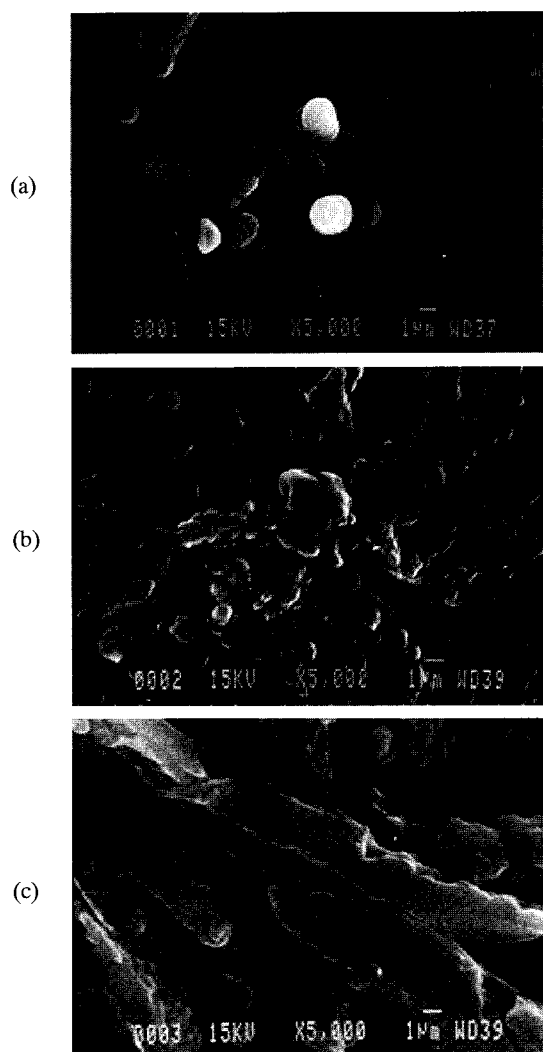 (a)
0001 15KV X5,000 1μm WD37
(b)
0002 15KV X5,000 1μm WD39
(c)
0003 15KV X5,000 1μm WD39